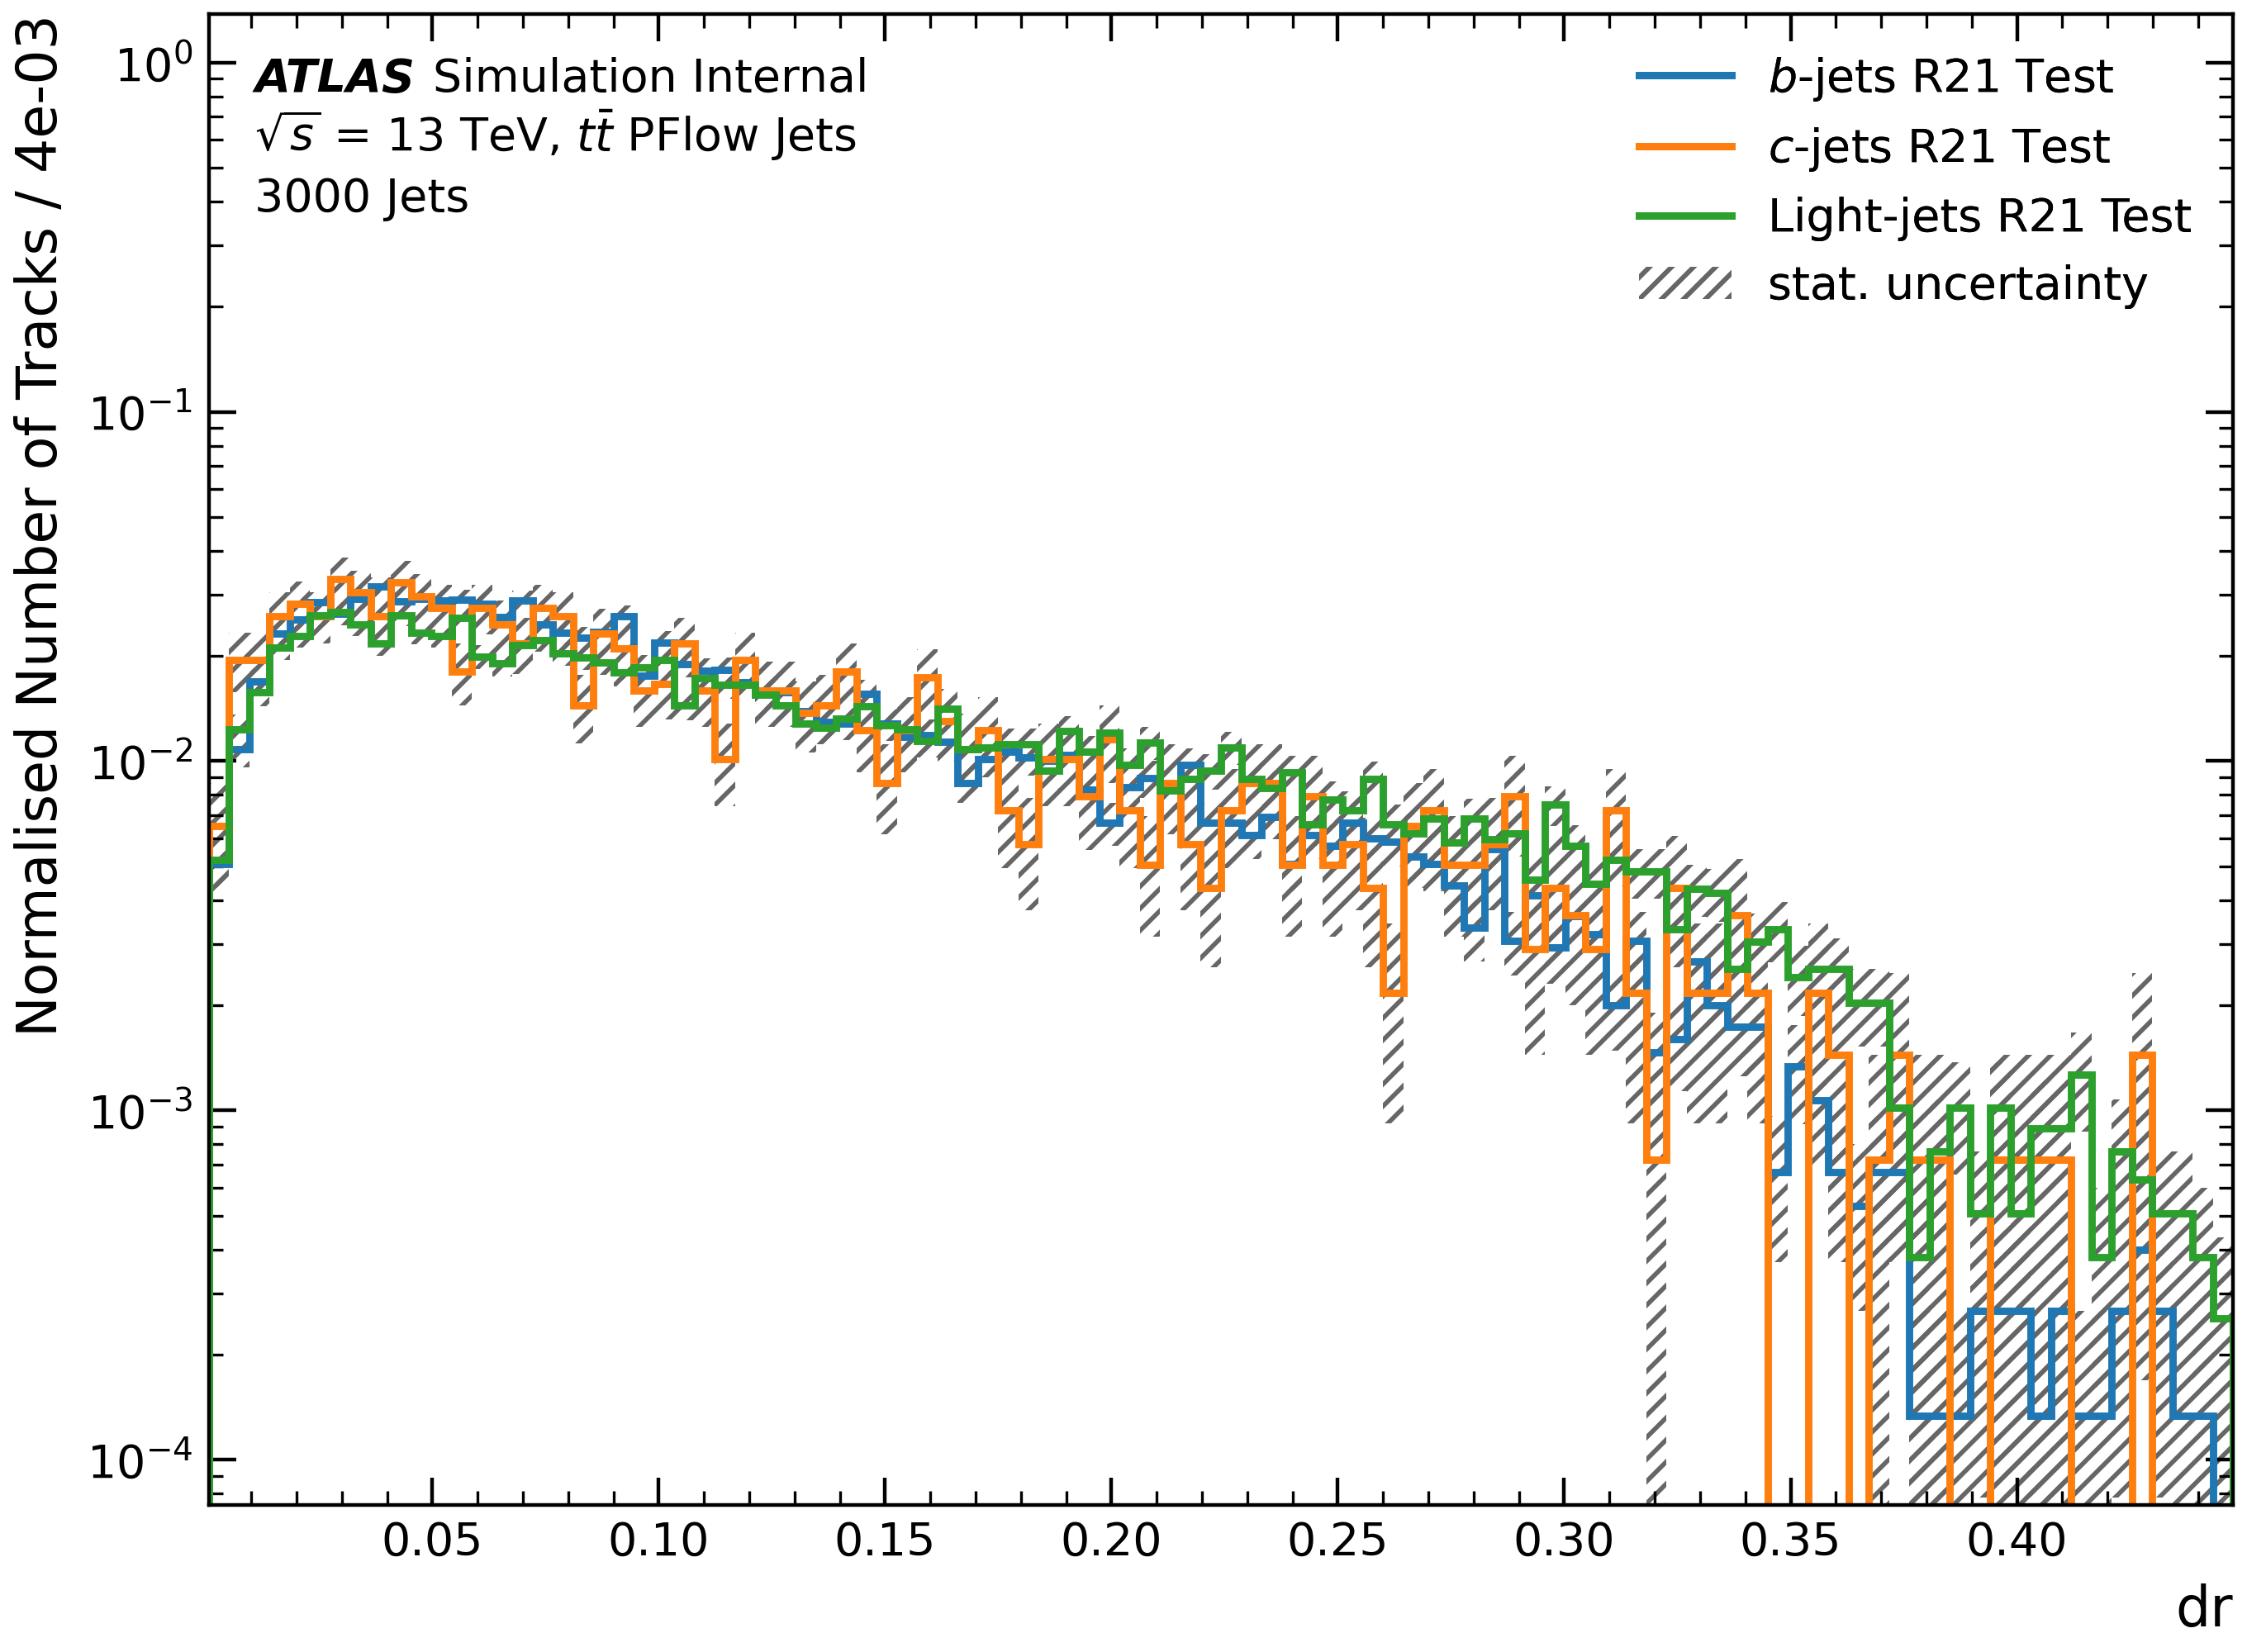 ATLAS Simulation Internal
√s = 13 TeV, tt̄ PFlow Jets
3000 Jets
b-jets R21 Test
c-jets R21 Test
Light-jets R21 Test
stat. uncertainty
Normalised Number of Tracks / 4e-03
10⁰
10⁻¹
10⁻²
10⁻³
10⁻⁴
0.05 0.10 0.15 0.20 0.25 0.30 0.35 0.40
dr